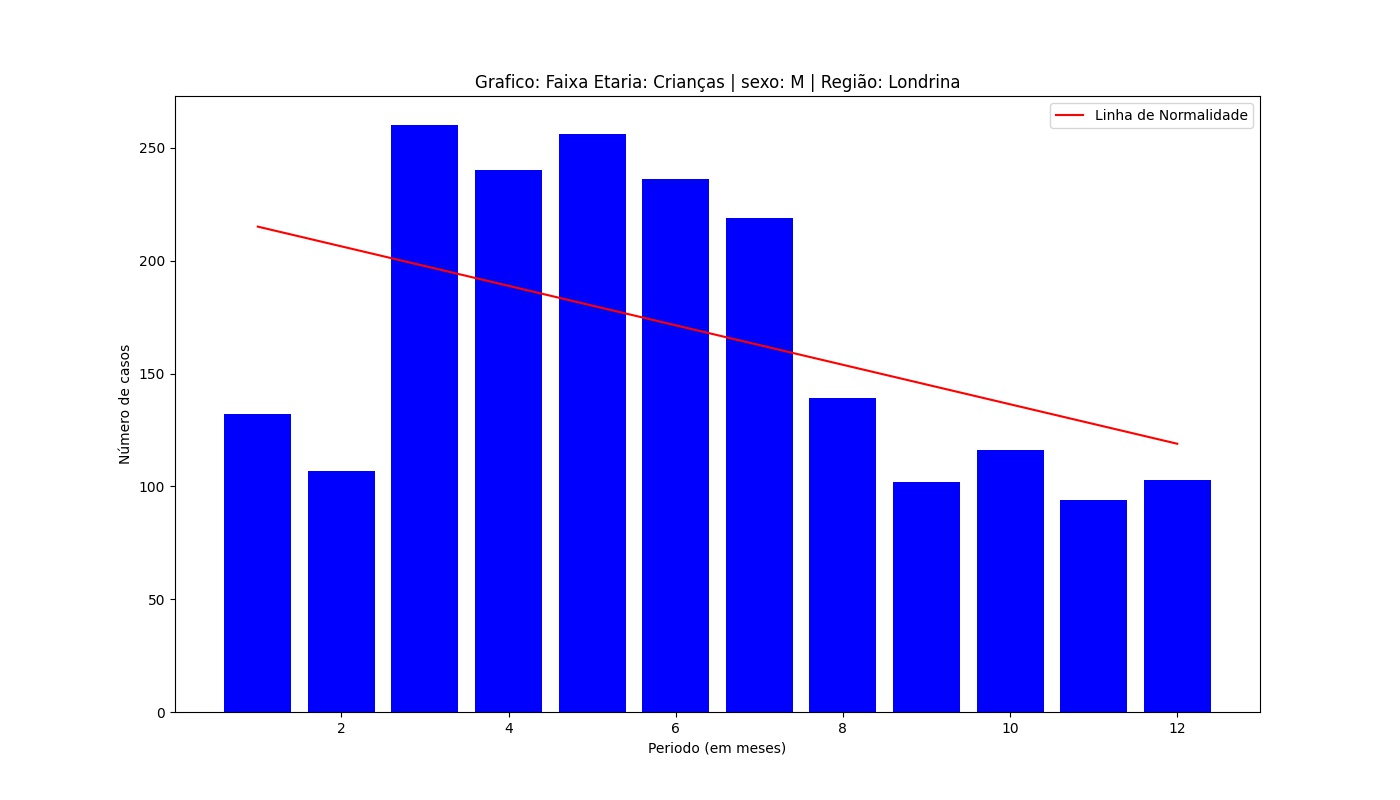 Grafico: Faixa Etaria: Crianças | sexo: M | Região: Londrina
Linha de Normalidade
Número de casos
250
200
150
100
50
0
2 4 6 8 10 12
Periodo (em meses)